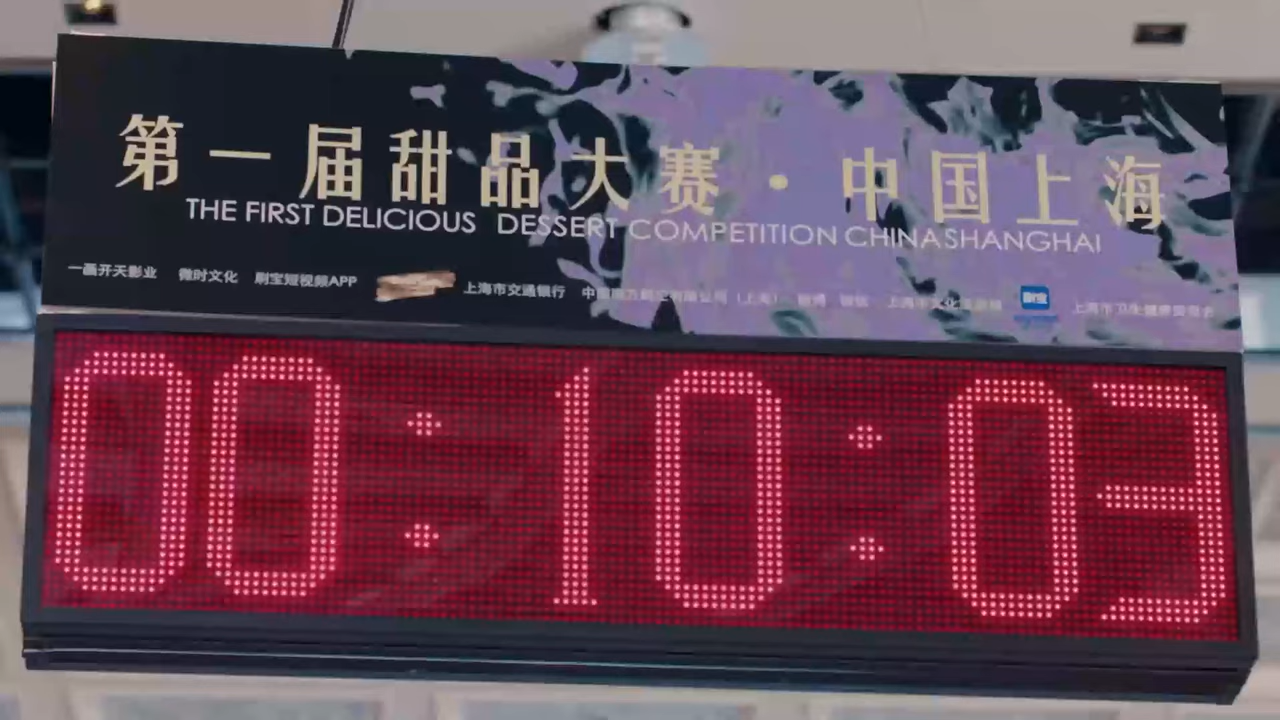 第一届甜品大赛·中国上海
THE FIRST DELICIOUS DESSERT COMPETITION CHINASHANGHAI
一画开天影业 微时文化 刷宝短视频APP 上海市交通银行 刷宝
00:10:03